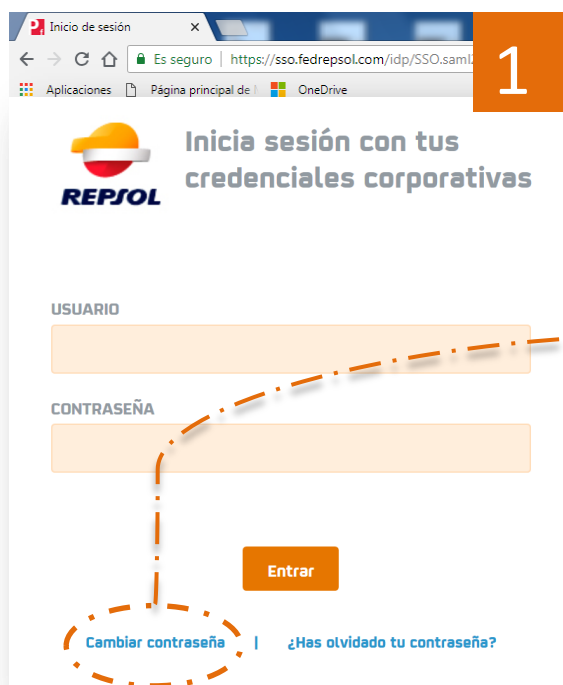 Inicio de sesión
1
Es seguro | https://sso.fedrepsol.com/idp/SSO.saml2
Aplicaciones Página principal de OneDrive
Inicia sesión con tus
credenciales corporativas
REPSOL
USUARIO
CONTRASEÑA
Entrar
Cambiar contraseña | ¿Has olvidado tu contraseña?